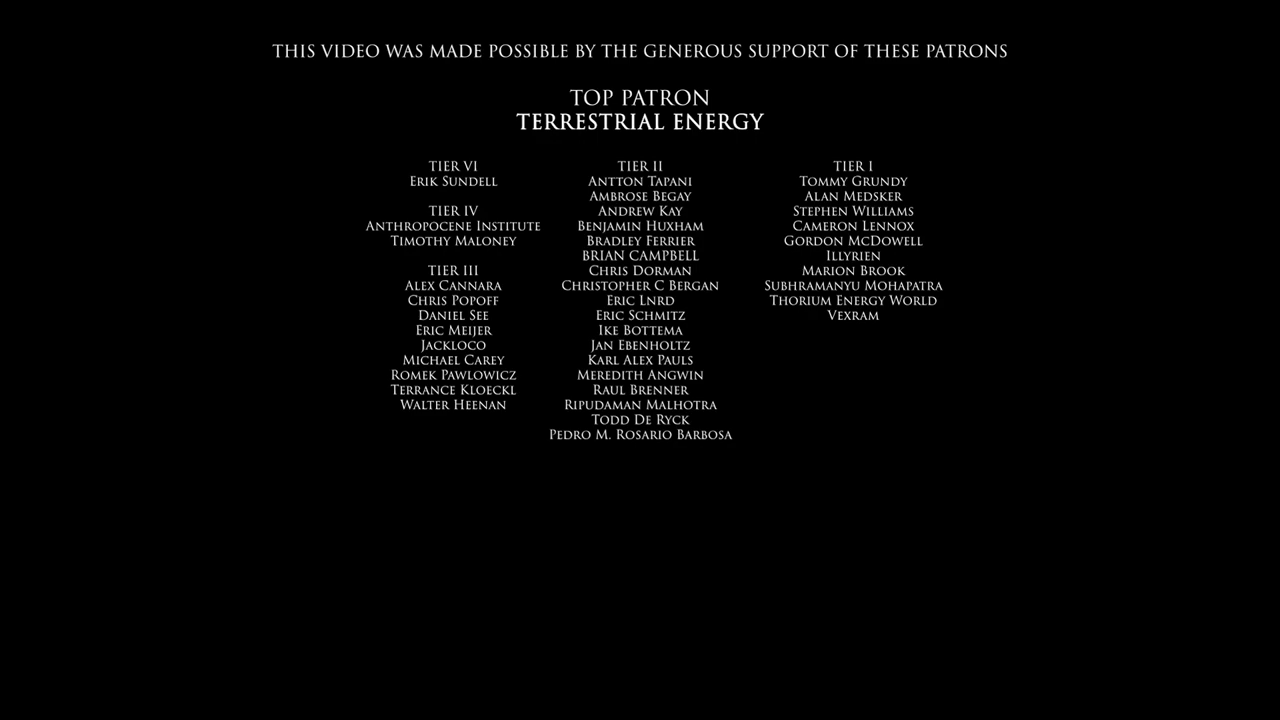 THIS VIDEO WAS MADE POSSIBLE BY THE GENEROUS SUPPORT OF THESE PATRONS
TOP PATRON
TERRESTRIAL ENERGY
TIER VI
ERIK SUNDELL
TIER IV
ANTHROPOCENE INSTITUTE
TIMOTHY MALONEY
TIER III
ALEX CANNARA
CHRIS POPOFF
DANIEL SEE
ERIC MEIJER
JACKLOCO
MICHAEL CAREY
ROMEK PAWLOWICZ
TERRANCE KLOECKL
WALTER HEENAN
TIER II
ANTTON TAPANI
AMBROSE BEGAY
ANDREW KAY
BENJAMIN HUXHAM
BRADLEY FERRIER
BRIAN CAMPBELL
CHRIS DORMAN
CHRISTOPHER C BERGAN
ERIC LNRD
ERIC SCHMITZ
IKE BOTTEMA
JAN EBENHOLTZ
KARL ALEX PAULS
MEREDITH ANGWIN
RAUL BRENNER
RIPUDAMAN MALHOTRA
TODD DE RYCK
PEDRO M. ROSARIO BARBOSA
TIER I
TOMMY GRUNDY
ALAN MEDSKER
STEPHEN WILLIAMS
CAMERON LENNOX
GORDON MCDOWELL
ILLYRIEN
MARION BROOK
SUBHRAMANYU MOHAPATRA
THORIUM ENERGY WORLD
VEXRAM